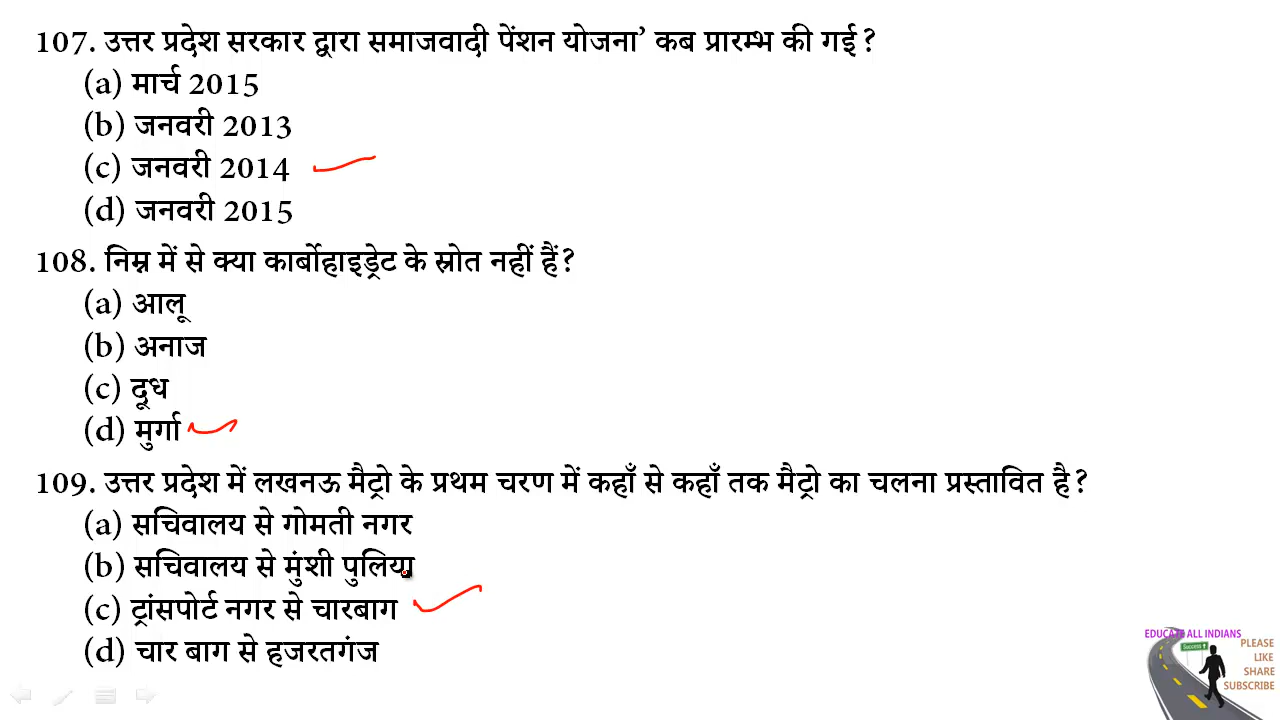 107. उत्तर प्रदेश सरकार द्वारा समाजवादी पेंशन योजना’ कब प्रारम्भ की गई?
(a) मार्च 2015
(b) जनवरी 2013
(c) जनवरी 2014
(d) जनवरी 2015
108. निम्न में से क्या कार्बोहाइड्रेट के स्रोत नहीं हैं?
(a) आलू
(b) अनाज
(c) दूध
(d) मुर्गा
109. उत्तर प्रदेश में लखनऊ मैट्रो के प्रथम चरण में कहाँ से कहाँ तक मैट्रो का चलना प्रस्तावित है?
(a) सचिवालय से गोमती नगर
(b) सचिवालय से मुंशी पुलिया
(c) ट्रांसपोर्ट नगर से चारबाग
(d) चार बाग से हजरतगंज
EDUCATE ALL INDIANS
Success
PLEASE
LIKE
SHARE
SUBSCRIBE